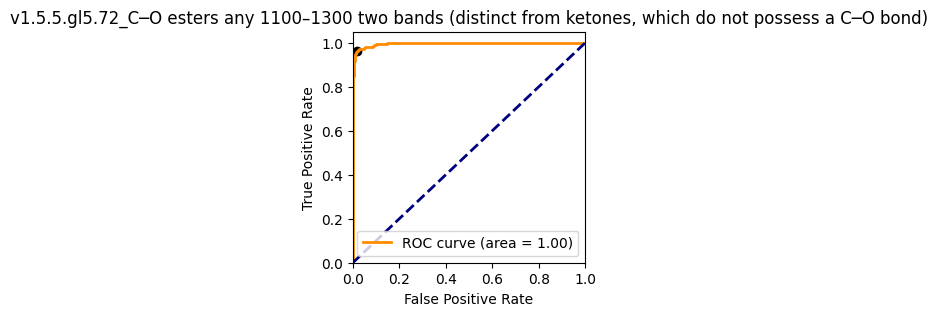 v1.5.5.gl5.72_C─O esters any 1100–1300 two bands (distinct from ketones, which do not possess a C─O bond)
1.0
0.8
0.6
0.4
0.2
0.0
True Positive Rate
ROC curve (area = 1.00)
0.0 0.2 0.4 0.6 0.8 1.0
False Positive Rate